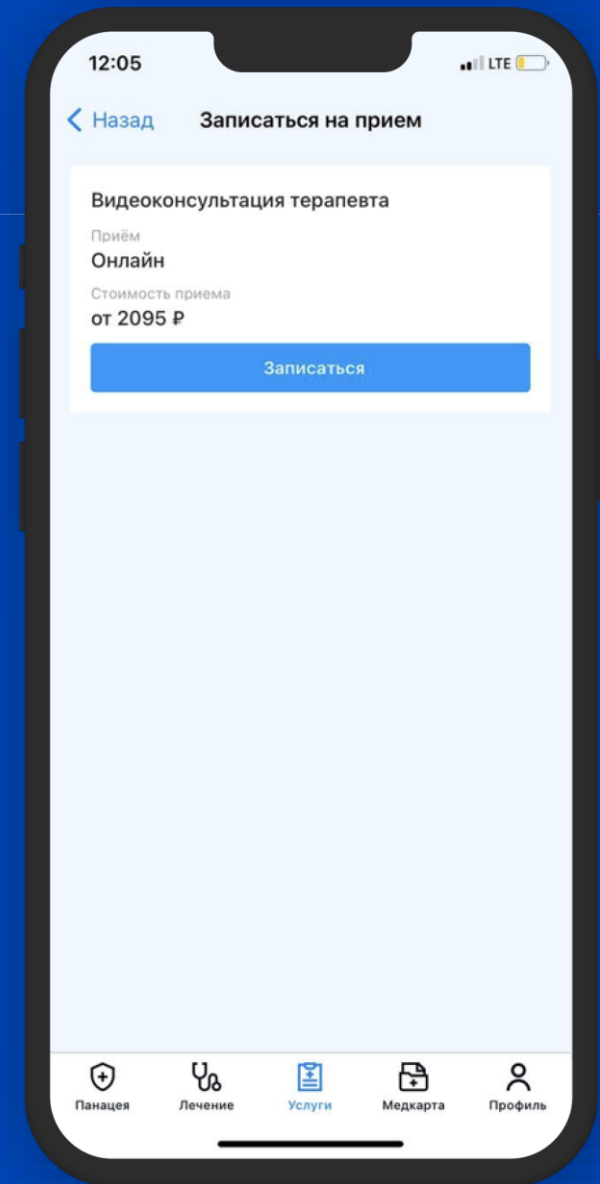 12:05 LTE
Назад Записаться на прием
Видеоконсультация терапевта
Приём
Онлайн
Стоимость приема
от 2095 ₽
Записаться
Панацея Лечение Услуги Медкарта Профиль